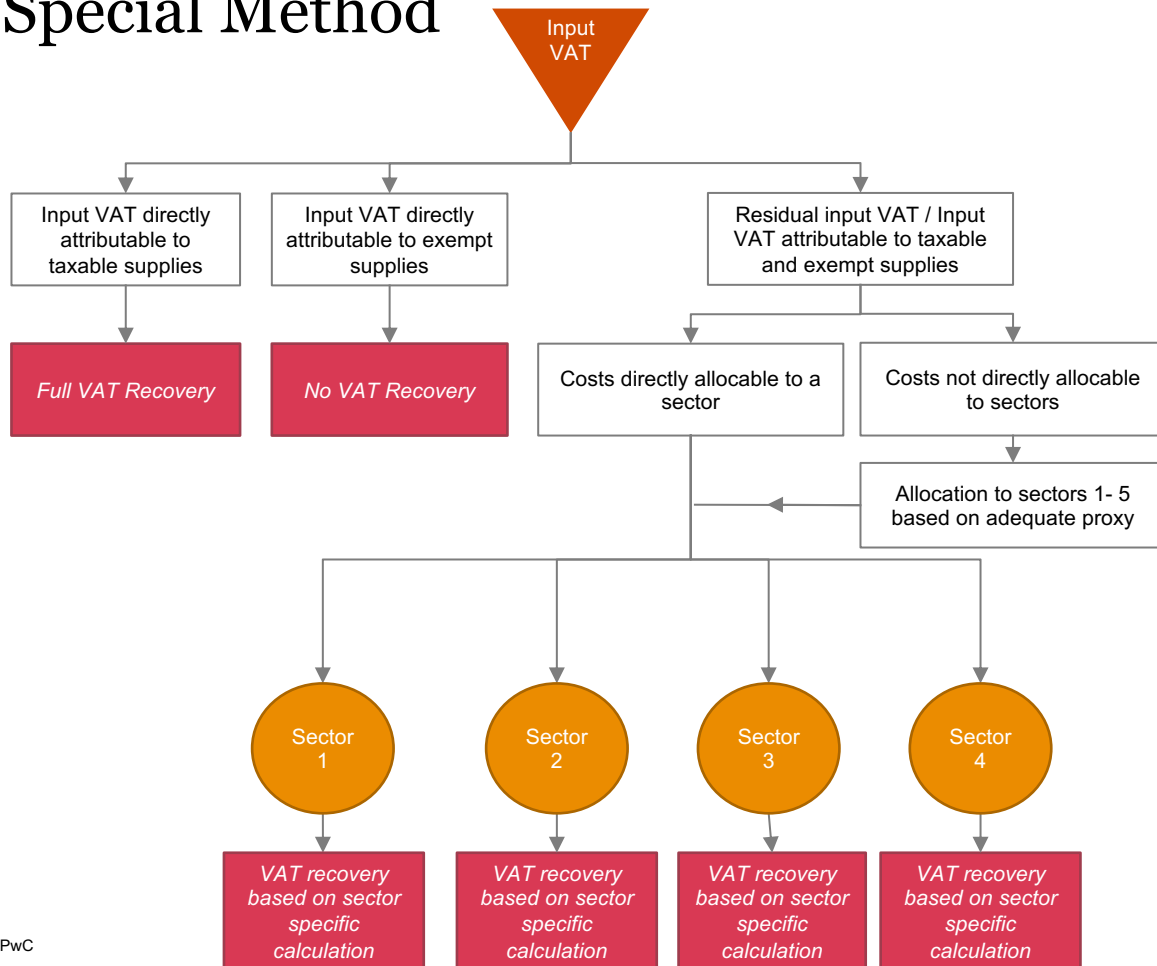 Special Method
Input
VAT
Input VAT directly
attributable to
taxable supplies
Input VAT directly
attributable to exempt
supplies
Residual input VAT / Input
VAT attributable to taxable
and exempt supplies
Full VAT Recovery
No VAT Recovery
Costs directly allocable to a
sector
Costs not directly allocable
to sectors
Allocation to sectors 1- 5
based on adequate proxy
Sector
1
Sector
2
Sector
3
Sector
4
VAT recovery
based on sector
specific
calculation
VAT recovery
based on sector
specific
calculation
VAT recovery
based on sector
specific
calculation
VAT recovery
based on sector
specific
calculation
PwC